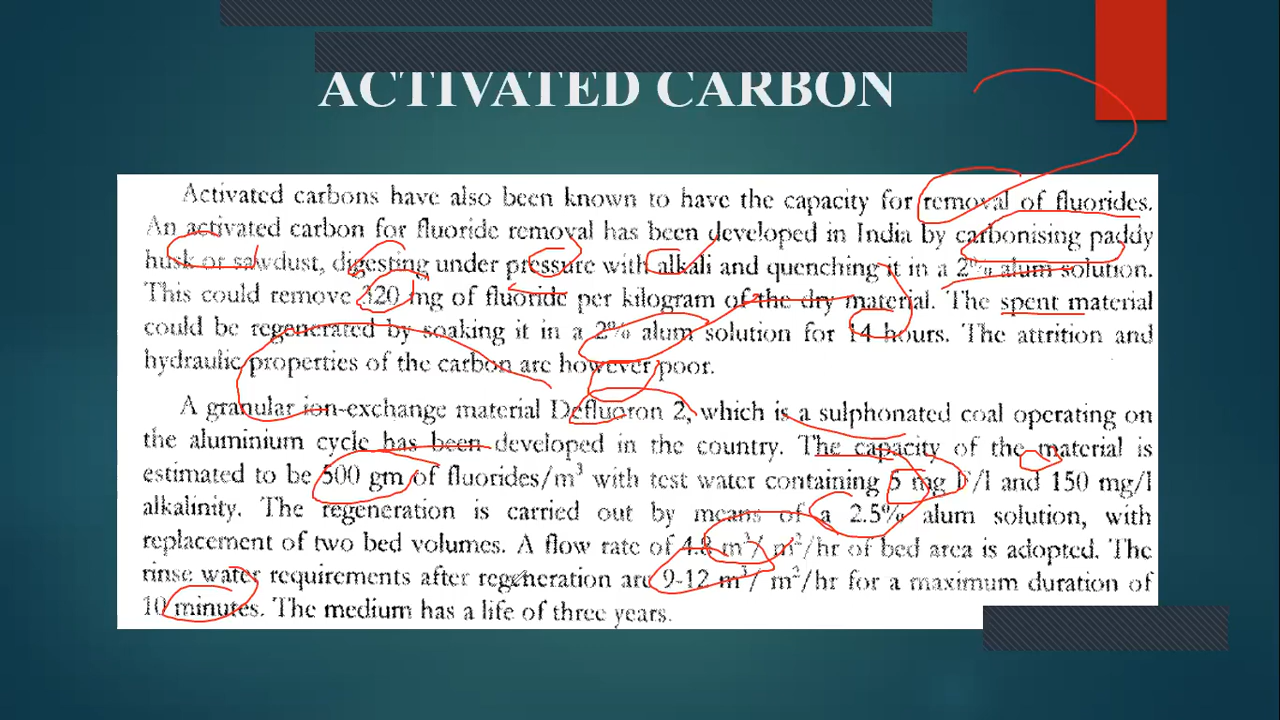 ACTIVATED CARBON
Activated carbons have also been known to have the capacity for removal of fluorides.
An activated carbon for fluoride removal has been developed in India by carbonising paddy
husk or sawdust, digesting under pressure with alkali and quenching it in a 2% alum solution.
This could remove 320 mg of fluoride per kilogram of the dry material. The spent material
could be regenerated by soaking it in a 2% alum solution for 14 hours. The attrition and
hydraulic properties of the carbon are however poor.
A granular ion-exchange material Defluoron 2, which is a sulphonated coal operating on
the aluminium cycle has been developed in the country. The capacity of the material is
estimated to be 500 gm of fluorides/m³ with test water containing 5 mg F/l and 150 mg/l
alkalinity. The regeneration is carried out by means of a 2.5% alum solution, with
replacement of two bed volumes. A flow rate of 4.8 m³/ m²/hr of bed area is adopted. The
rinse water requirements after regeneration are 9-12 m³/ m²/hr for a maximum duration of
10 minutes. The medium has a life of three years.